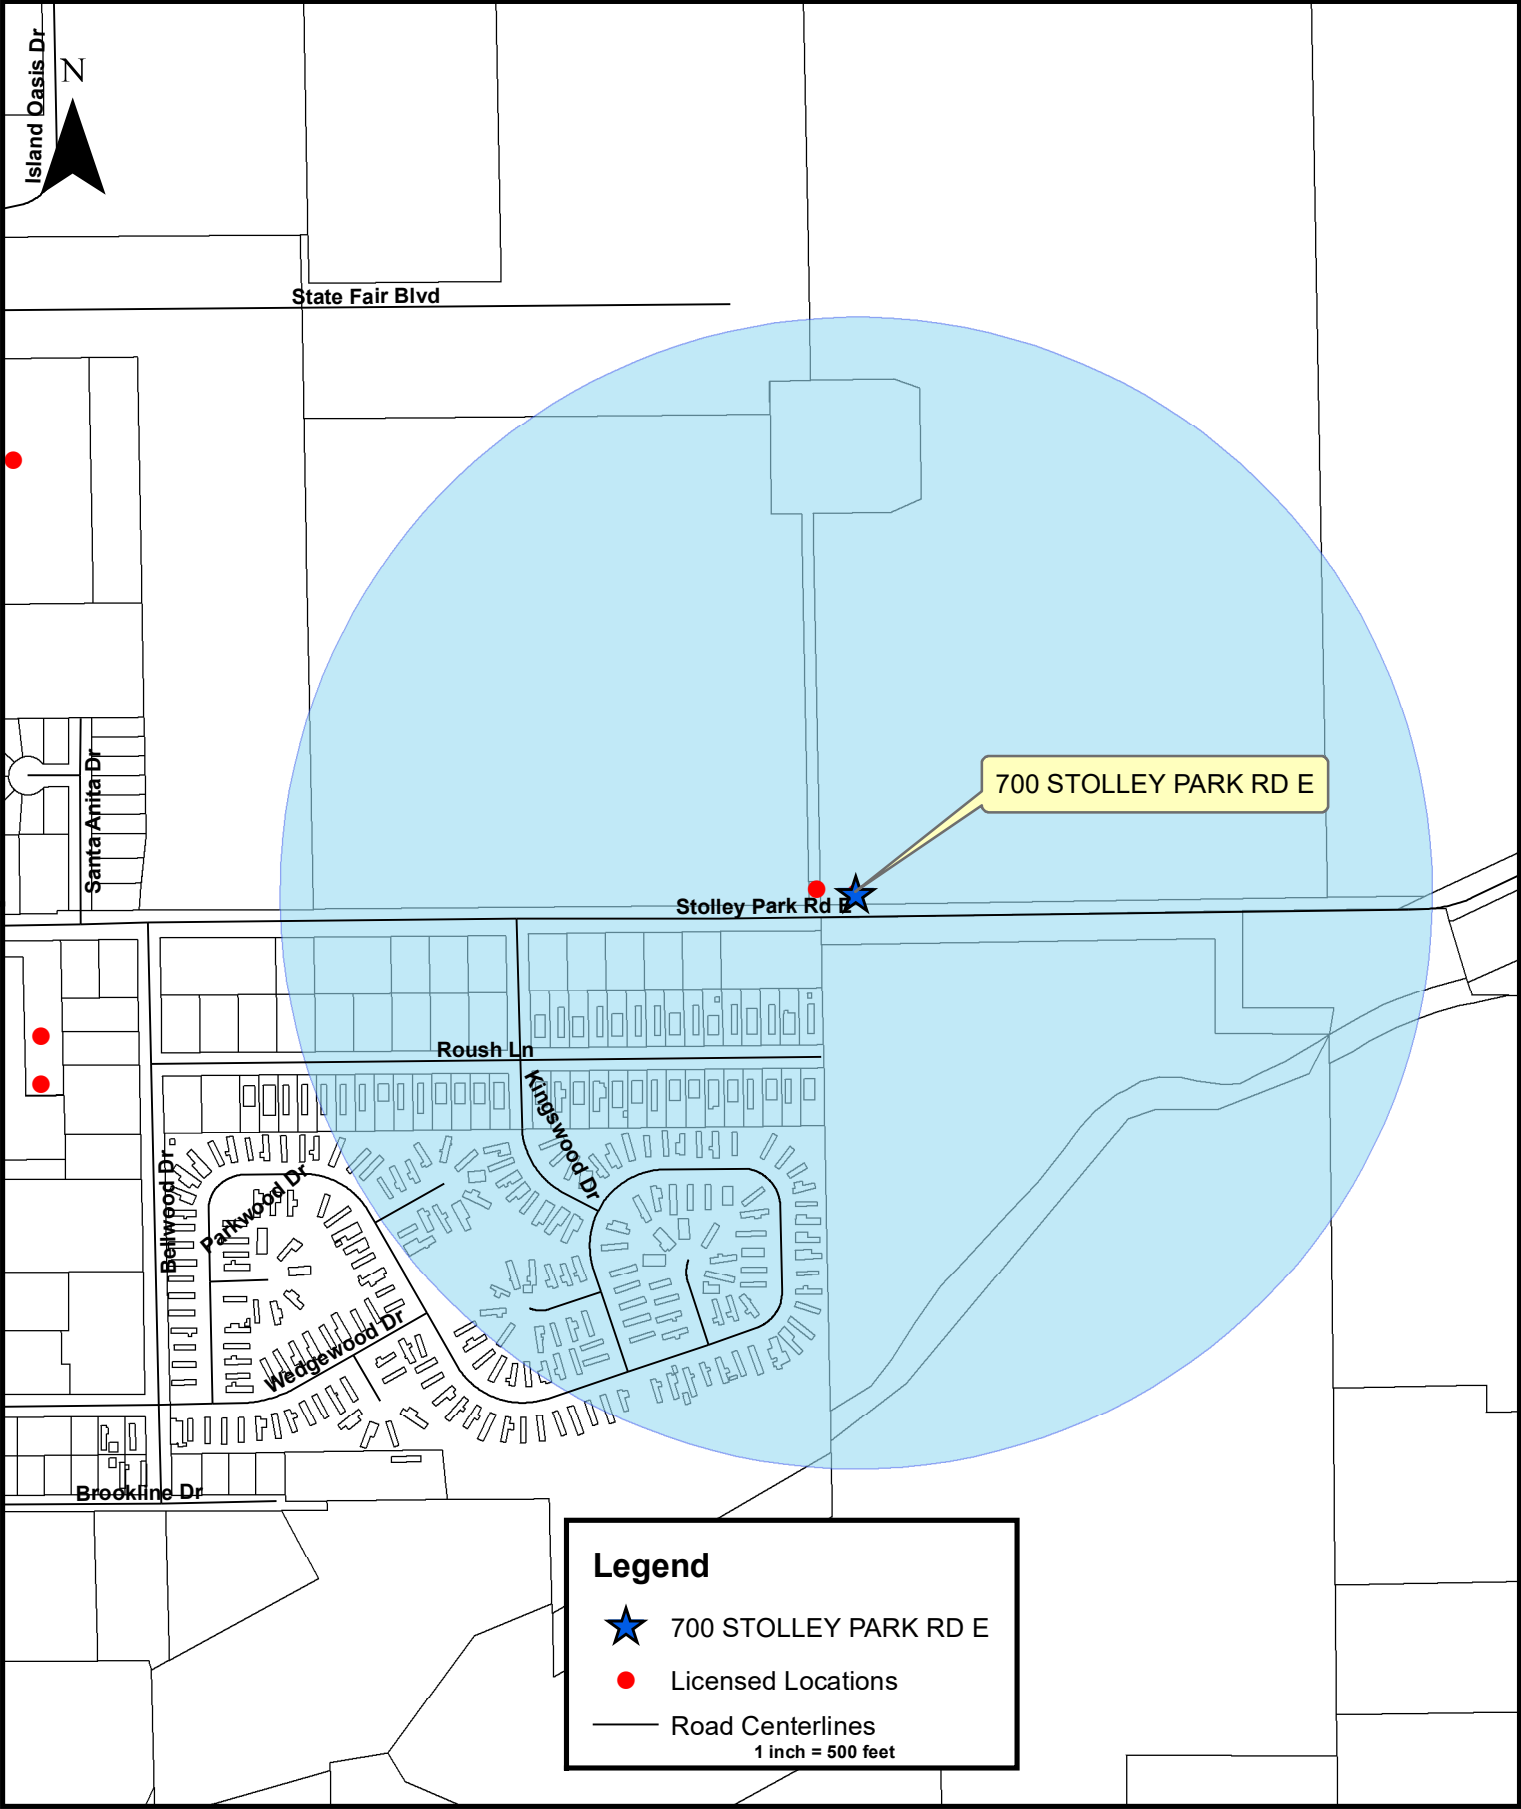 Island Oasis Dr
N
State Fair Blvd
Santa Anita Dr
700 STOLLEY PARK RD E
Stolley Park Rd E
Roush Ln
Kingswood Dr
Bellwood Dr
Parkwood Dr
Wedgewood Dr
Brookline Dr
Legend
700 STOLLEY PARK RD E
Licensed Locations
Road Centerlines
1 inch = 500 feet